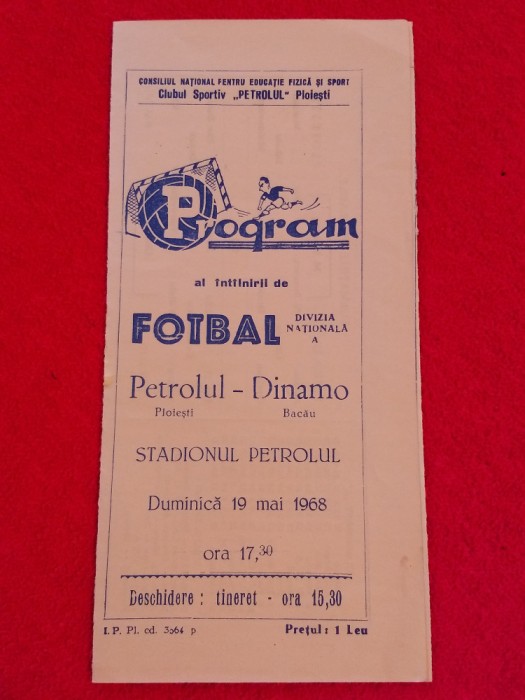 CONSILIUL NAȚIONAL PENTRU EDUCAȚIE FIZICĂ ȘI SPORT
Clubul Sportiv „PETROLUL" Ploiești
Program
al întîlnirii de
FOTBAL DIVIZIA NAȚIONALĂ A
Petrolul - Dinamo
Ploiești Bacău
STADIONUL PETROLUL
Duminică 19 mai 1968
ora 17,30
Deschidere : tineret - ora 15,30
I. P. Pl. cd. 3064 p Prețul: 1 Leu